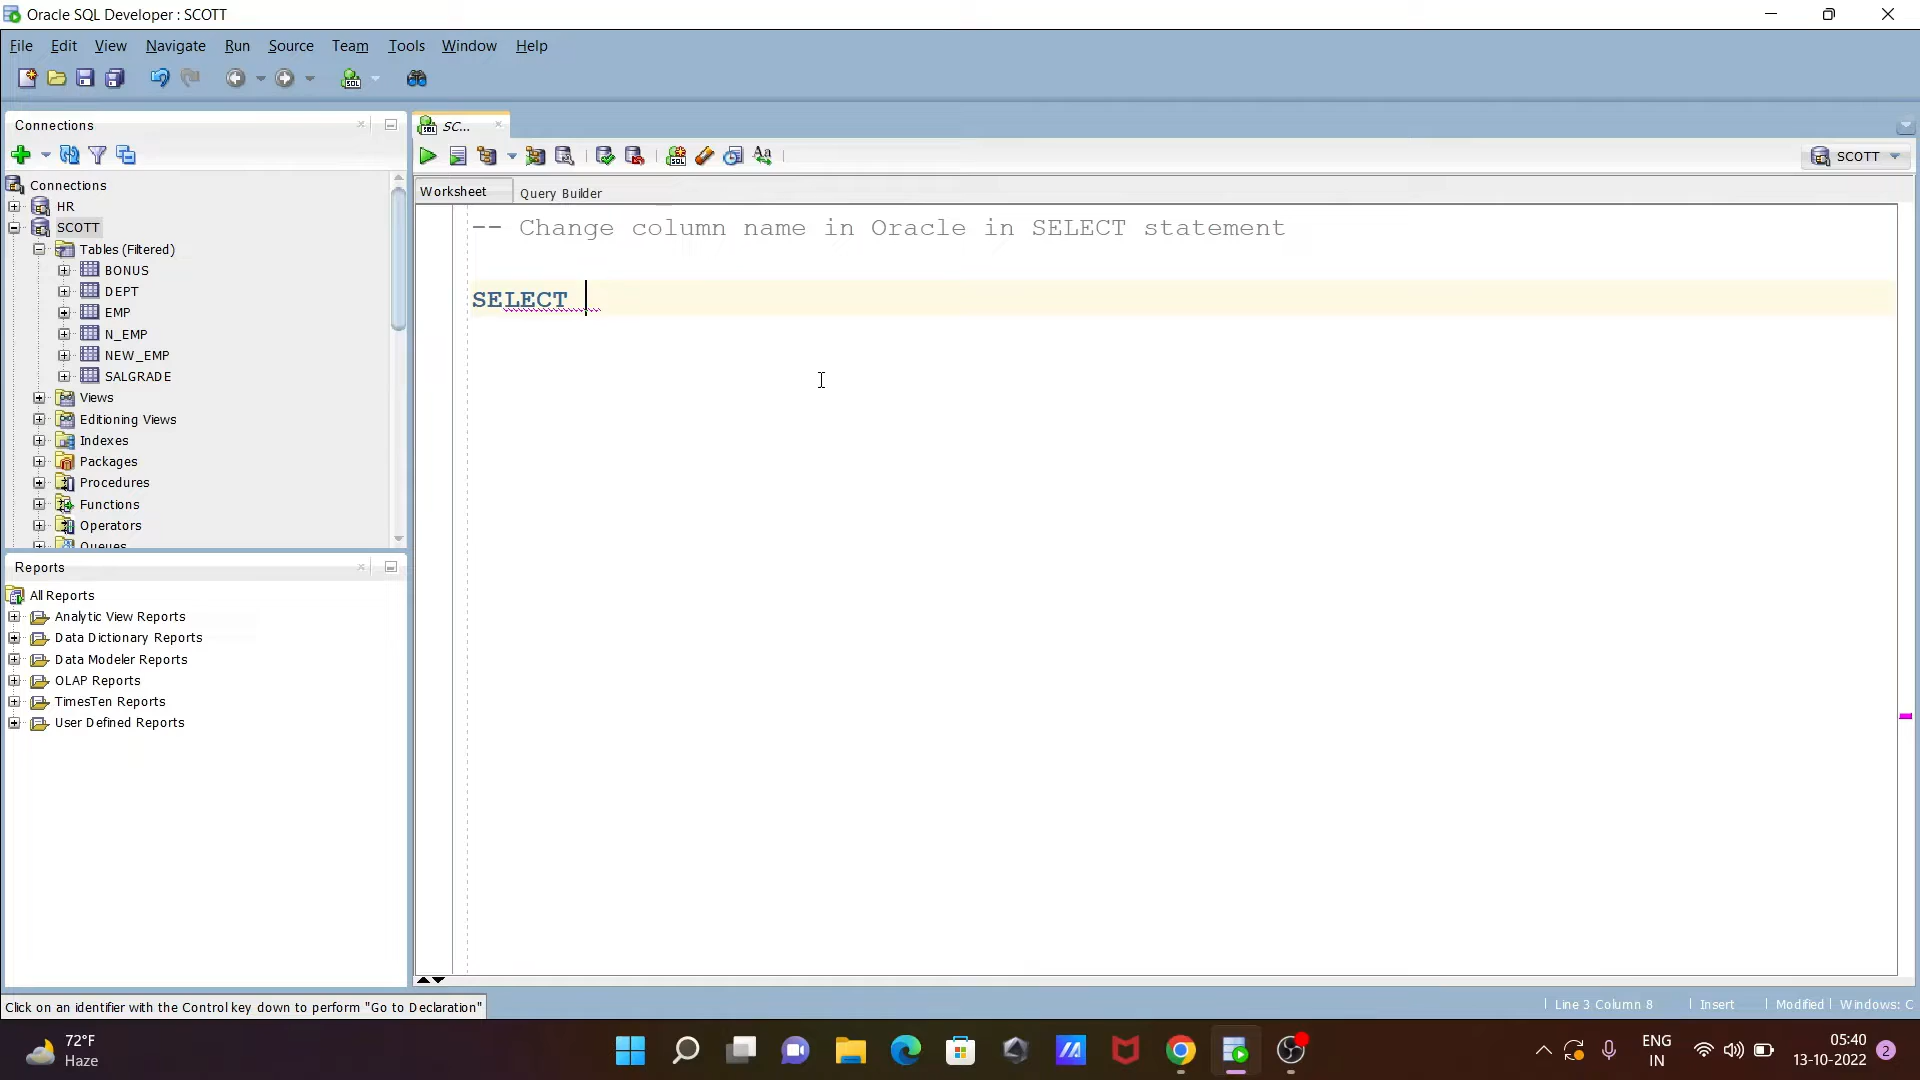 Oracle SQL Developer : SCOTT
File Edit View Navigate Run Source Team Tools Window Help
Connections
Connections
HR
SCOTT
Tables (Filtered)
BONUS
DEPT
EMP
N_EMP
NEW_EMP
SALGRADE
Views
Editioning Views
Indexes
Packages
Procedures
Functions
Operators
Queues
Reports
All Reports
Analytic View Reports
Data Dictionary Reports
Data Modeler Reports
OLAP Reports
TimesTen Reports
User Defined Reports
SC...
SCOTT
Worksheet Query Builder
-- Change column name in Oracle in SELECT statement
SELECT
Click on an identifier with the Control key down to perform "Go to Declaration"
Line 3 Column 8 Insert Modified Windows: C
72°F
Haze
ENG
IN
05:40
13-10-2022
2